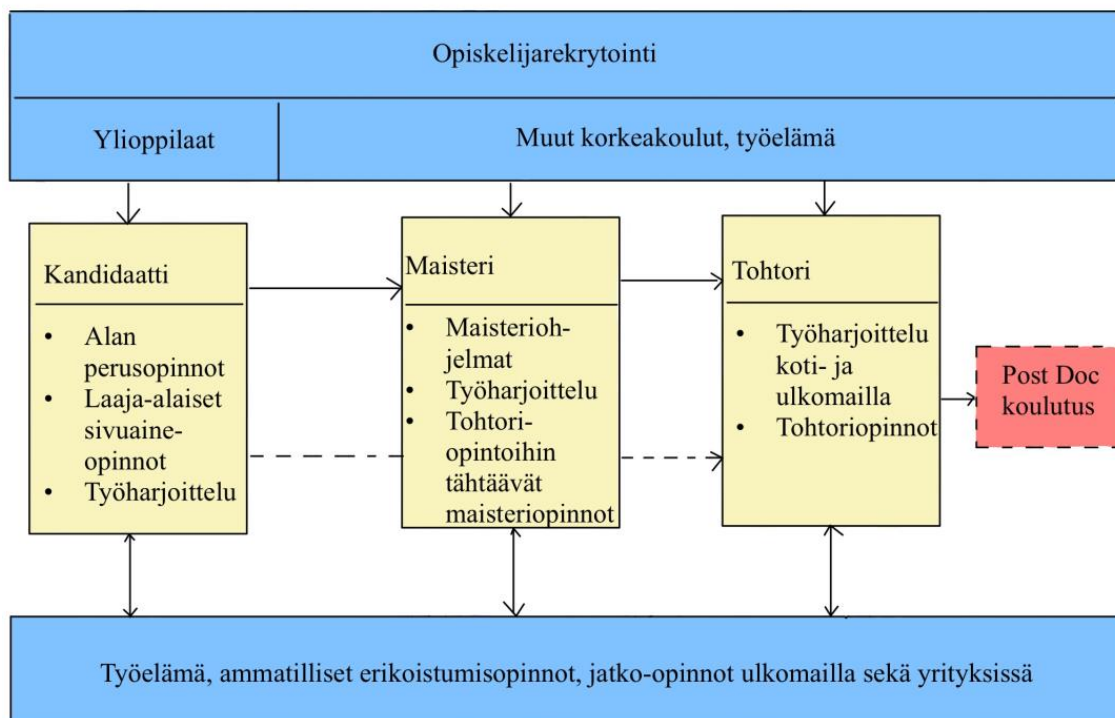 Opiskelijarekrytointi
Ylioppilaat
Muut korkeakoulut, työelämä
Kandidaatti
• Alan
perusopinnot
• Laaja-alaiset
sivuaine-
opinnot
• Työharjoittelu
Maisteri
• Maisterioh-
jelmat
• Työharjoittelu
• Tohtori-
opintoihin
tähtäävät
maisteriopinnot
Tohtori
• Työharjoittelu
koti- ja
ulkomailla
• Tohtoriopinnot
Post Doc
koulutus
Työelämä, ammatilliset erikoistumisopinnot, jatko-opinnot ulkomailla sekä yrityksissä